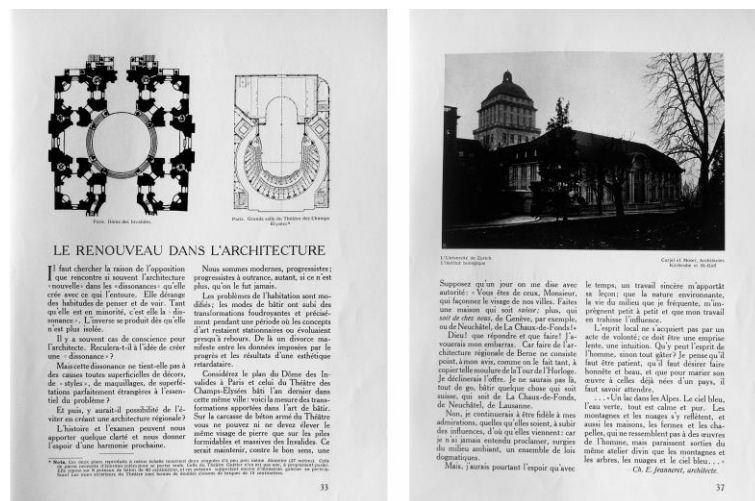 Paris. Dôme des Invalides.
Paris. Grande salle du Théâtre des Champs
Elysées*
LE RENOUVEAU DANS L'ARCHITECTURE
Il faut chercher la raison de l'opposition
que rencontre si souvent l'architecture
«nouvelle» dans les «dissonances» qu'elle
crée avec ce qui l'entoure. Elle dérange
des habitudes de penser et de voir. Tant
qu'elle est en minorité, c'est elle la «dis-
sonance». L'inverse se produit dès qu'elle
n'est plus isolée.
Il y a souvent cas de conscience pour
l'architecte. Reculera-t-il à l'idée de créer
une «dissonance»?
Mais cette dissonance ne tient-elle pas à
des causes toutes superficielles de décors,
de «styles», de maquillages, de superfé-
tations parfaitement étrangères à l'essen-
tiel du problème?
Et puis, y aurait-il possibilité de l'é-
viter en créant une architecture régionale?
L'histoire et l'examen peuvent nous
apporter quelque clarté et nous donner
l'espoir d'une harmonie prochaine.
Nous sommes modernes, progressistes;
progressistes à outrance, autant, si ce n'est
plus, qu'on le fut jamais.
Les problèmes de l'habitation sont mo-
difiés; les modes de bâtir ont subi des
transformations foudroyantes et précisé-
ment pendant une période où les concepts
d'art restaient stationnaires ou évoluaient
presqu'à rebours. De là un divorce ma-
nifeste entre les données imposées par le
progrès et les résultats d'une esthétique
retardataire.
Considérez le plan du Dôme des In-
valides à Paris et celui du Théâtre des
Champs-Elysées bâti l'an dernier dans
cette même ville: voici la mesure des trans-
formations apportées dans l'art de bâtir.
Sur la carcasse de béton armé du Théâtre
vous ne pouvez ni ne devez élever le
même visage de pierre que sur les piles
formidables et massives des Invalides. Ce
serait maintenir, contre le bon sens, une
* Nota.
33
L'Université de Zurich
L'institut biologique
Curjel et Moser, Architectes
Karlsruhe et St-Gall
Supposez qu'un jour on me dise avec
autorité: «Vous êtes de ceux, Monsieur,
qui façonnez le visage de nos villes. Faites
une maison qui soit suisse; plus, qui
soit de chez nous, de Genève, par exemple,
ou de Neuchâtel, de La Chaux-de-Fonds!»
Dieu! que répondre et que faire! J'a-
vouerais mon embarras. Car faire de l'ar-
chitecture régionale de Berne ne consiste
point, à mon avis, comme on le fait tant, à
copier telle moulure de la Tour de l'Horloge.
Je déclinerais l'offre. Je ne saurais pas là,
tout de go, bâtir quelque chose qui soit
suisse, qui soit de La Chaux-de-Fonds,
de Neuchâtel, de Lausanne.
Non, je continuerais à être fidèle à mes
admirations, quelles qu'elles soient, à subir
des influences, d'où qu'elles viennent: car
je n'ai jamais entendu proclamer, surgies
du milieu ambiant, un ensemble de lois
dogmatiques.
Mais, j'aurais pourtant l'espoir qu'avec
le temps, un travail sincère m'apportât
sa leçon; que la nature environnante,
la vie du milieu que je fréquente, m'im-
prègnent petit à petit et que mon travail
en trahisse l'influence.
L'esprit local ne s'acquiert pas par un
acte de volonté; ce doit être une emprise
lente, une intuition. Qu'y peut l'esprit de
l'homme, sinon tout gâter? Je pense qu'il
faut être patient, qu'il faut désirer faire
honnête et beau, et que pour marier son
œuvre à celles déjà nées d'un pays, il
faut savoir attendre.
. . . «Un lac dans les Alpes. Le ciel bleu,
l'eau verte, tout est calme et pur. Les
montagnes et les nuages s'y reflètent, et
aussi les maisons, les fermes et les cha-
pelles, qui ne ressemblent pas à des œuvres
de l'homme, mais paraissent sorties du
même atelier divin que les montagnes et
les arbres, les nuages et le ciel bleu...»
Ch. E. Jeanneret, architecte.
37